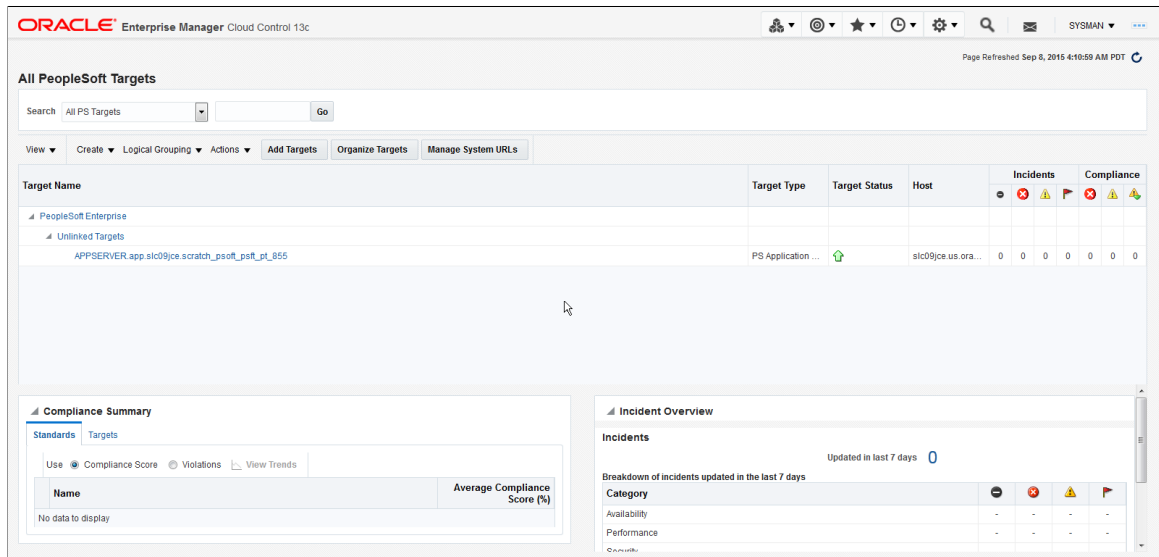 ORACLE Enterprise Manager Cloud Control 13c
SYSMAN
Page Refreshed Sep 8, 2015 4:10:59 AM PDT
All PeopleSoft Targets
Search All PS Targets Go
View Create Logical Grouping Actions Add Targets Organize Targets Manage System URLs
Target Name Target Type Target Status Host Incidents Compliance
PeopleSoft Enterprise
Unlinked Targets
APPSERVER.app.slc09jce.scratch_psoft_psft_pt_855 PS Application ... slc09jce.us.ora... 0 0 0 0 0 0 0
Compliance Summary
Standards Targets
Use Compliance Score Violations View Trends
Name Average Compliance
Score (%)
No data to display
Incident Overview
Incidents
Updated in last 7 days 0
Breakdown of incidents updated in the last 7 days
Category
Availability - - - -
Performance - - - -
Security